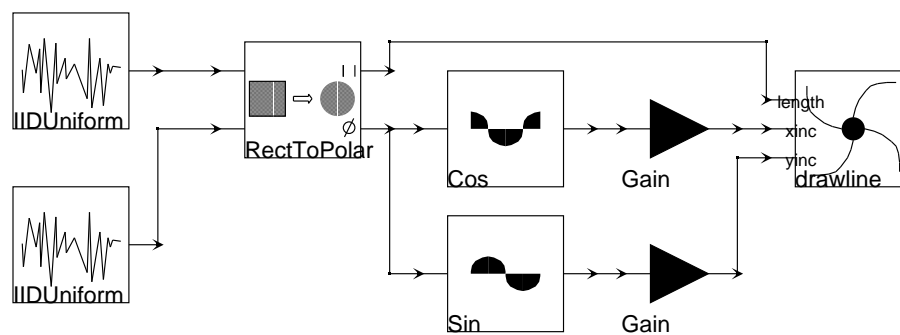 | |
length
IIDUniform
xinc
Ø
RectToPolar
yinc
Cos
Gain
drawline
IIDUniform
Sin
Gain